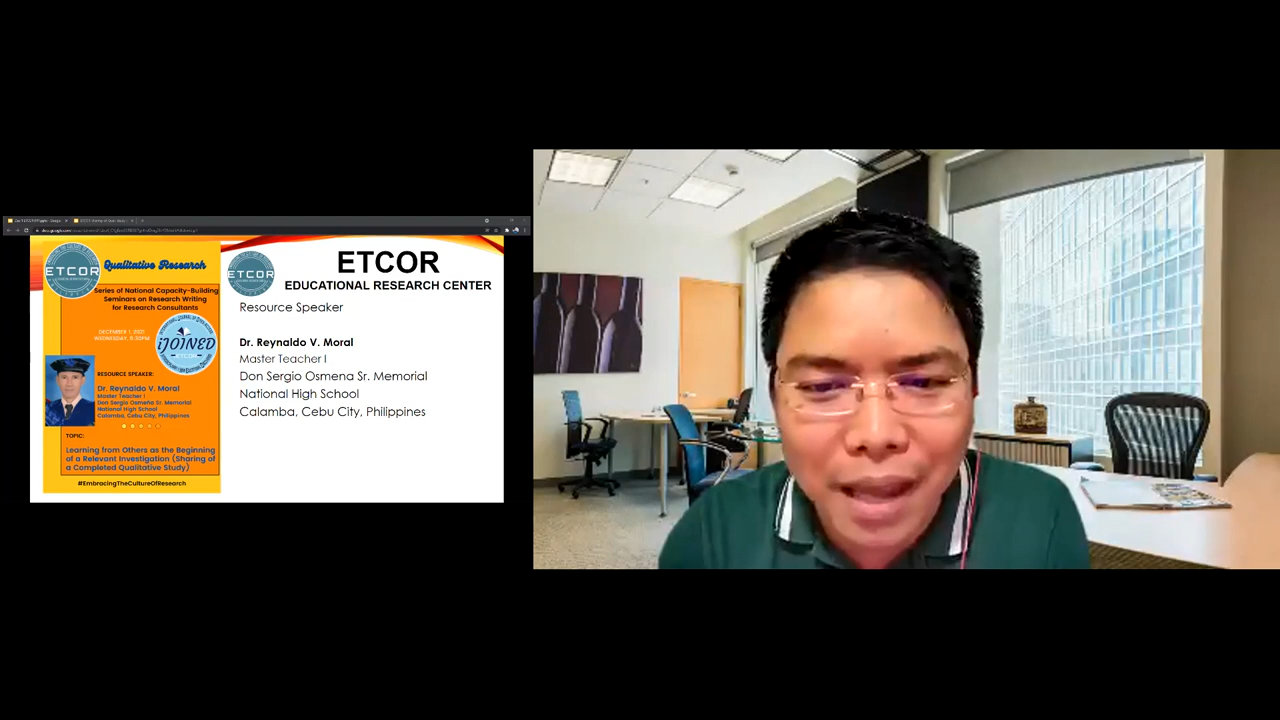 ETCOR
Qualitative Research
Series of National Capacity-Building
Seminars on Research Writing
for Research Consultants
DECEMBER 1, 2021
WEDNESDAY, 6:30PM
iJOINED
ETCOR
RESOURCE SPEAKER:
Dr. Reynaldo V. Moral
Master Teacher I
Don Sergio Osmeña Sr. Memorial
National High School
Calamba, Cebu City, Philippines
TOPIC:
Learning from Others as the Beginning
of a Relevant Investigation (Sharing of
a Completed Qualitative Study)
#EmbracingTheCultureOfResearch
ETCOR
ETCOR
EDUCATIONAL RESEARCH CENTER
Resource Speaker
Dr. Reynaldo V. Moral
Master Teacher I
Don Sergio Osmena Sr. Memorial
National High School
Calamba, Cebu City, Philippines